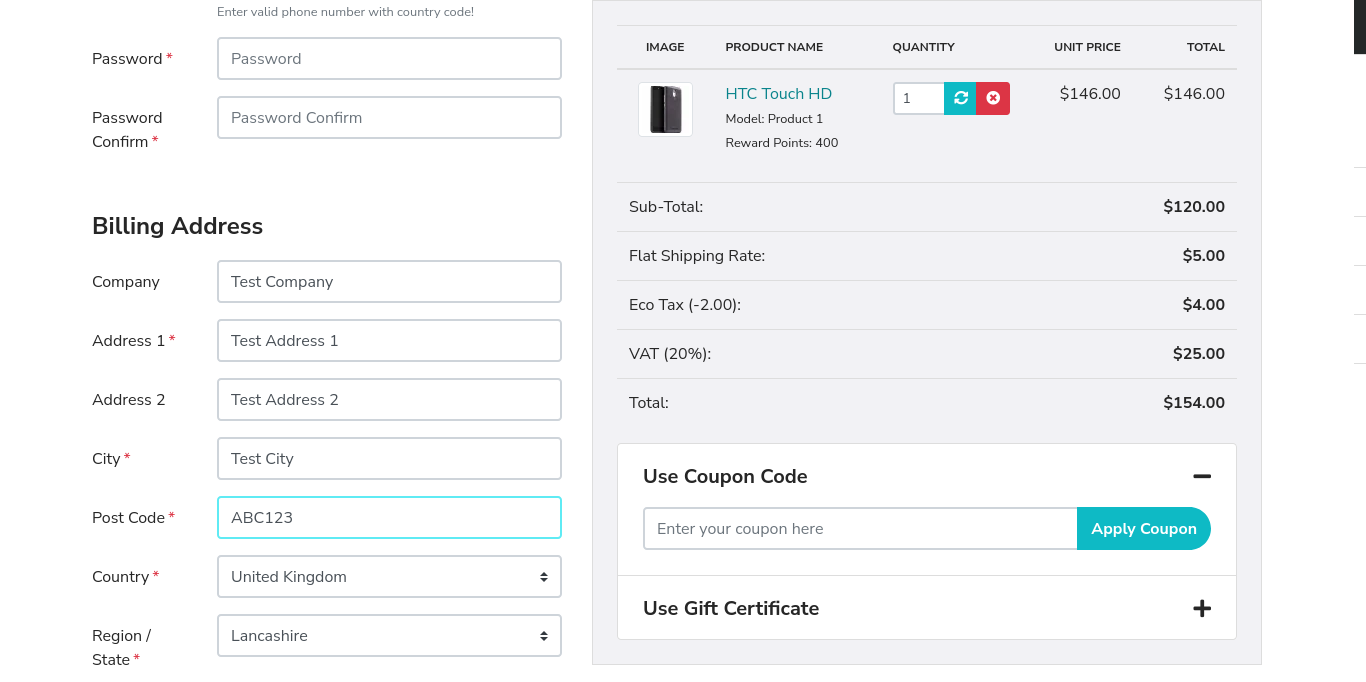 Enter valid phone number with country code!
Password *
Password
Password
Confirm *
Password Confirm
Billing Address
Company
Test Company
Address 1 *
Test Address 1
Address 2
Test Address 2
City *
Test City
Post Code *
ABC123
Country *
United Kingdom
Region /
State *
Lancashire
IMAGE PRODUCT NAME QUANTITY UNIT PRICE TOTAL
HTC Touch HD 1 $146.00 $146.00
Model: Product 1
Reward Points: 400
Sub-Total: $120.00
Flat Shipping Rate: $5.00
Eco Tax (-2.00): $4.00
VAT (20%): $25.00
Total: $154.00
Use Coupon Code
Enter your coupon here Apply Coupon
Use Gift Certificate